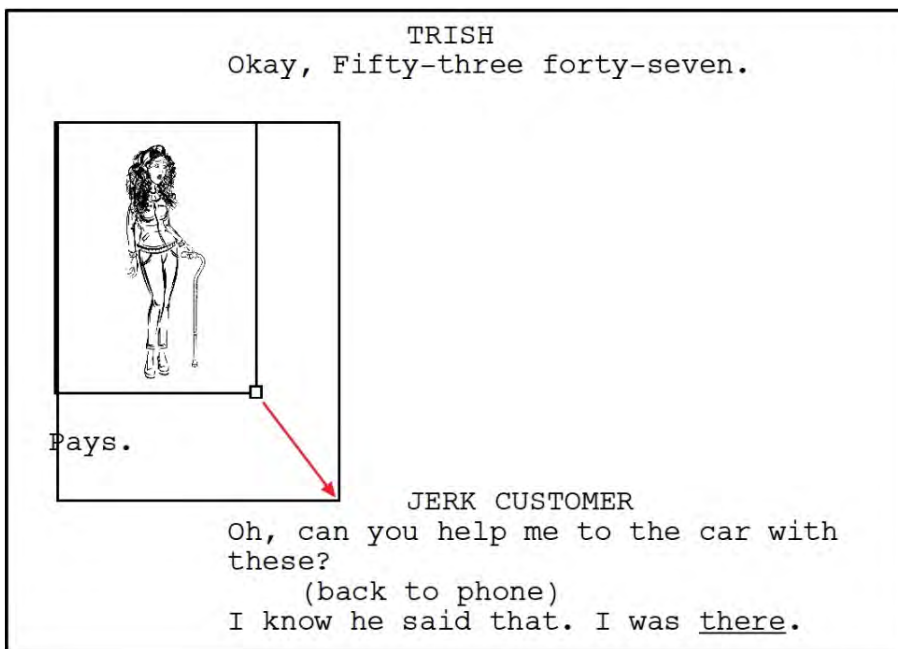 TRISH
Okay, Fifty-three forty-seven.
Pays.
JERK CUSTOMER
Oh, can you help me to the car with
these?
(back to phone)
I know he said that. I was there.